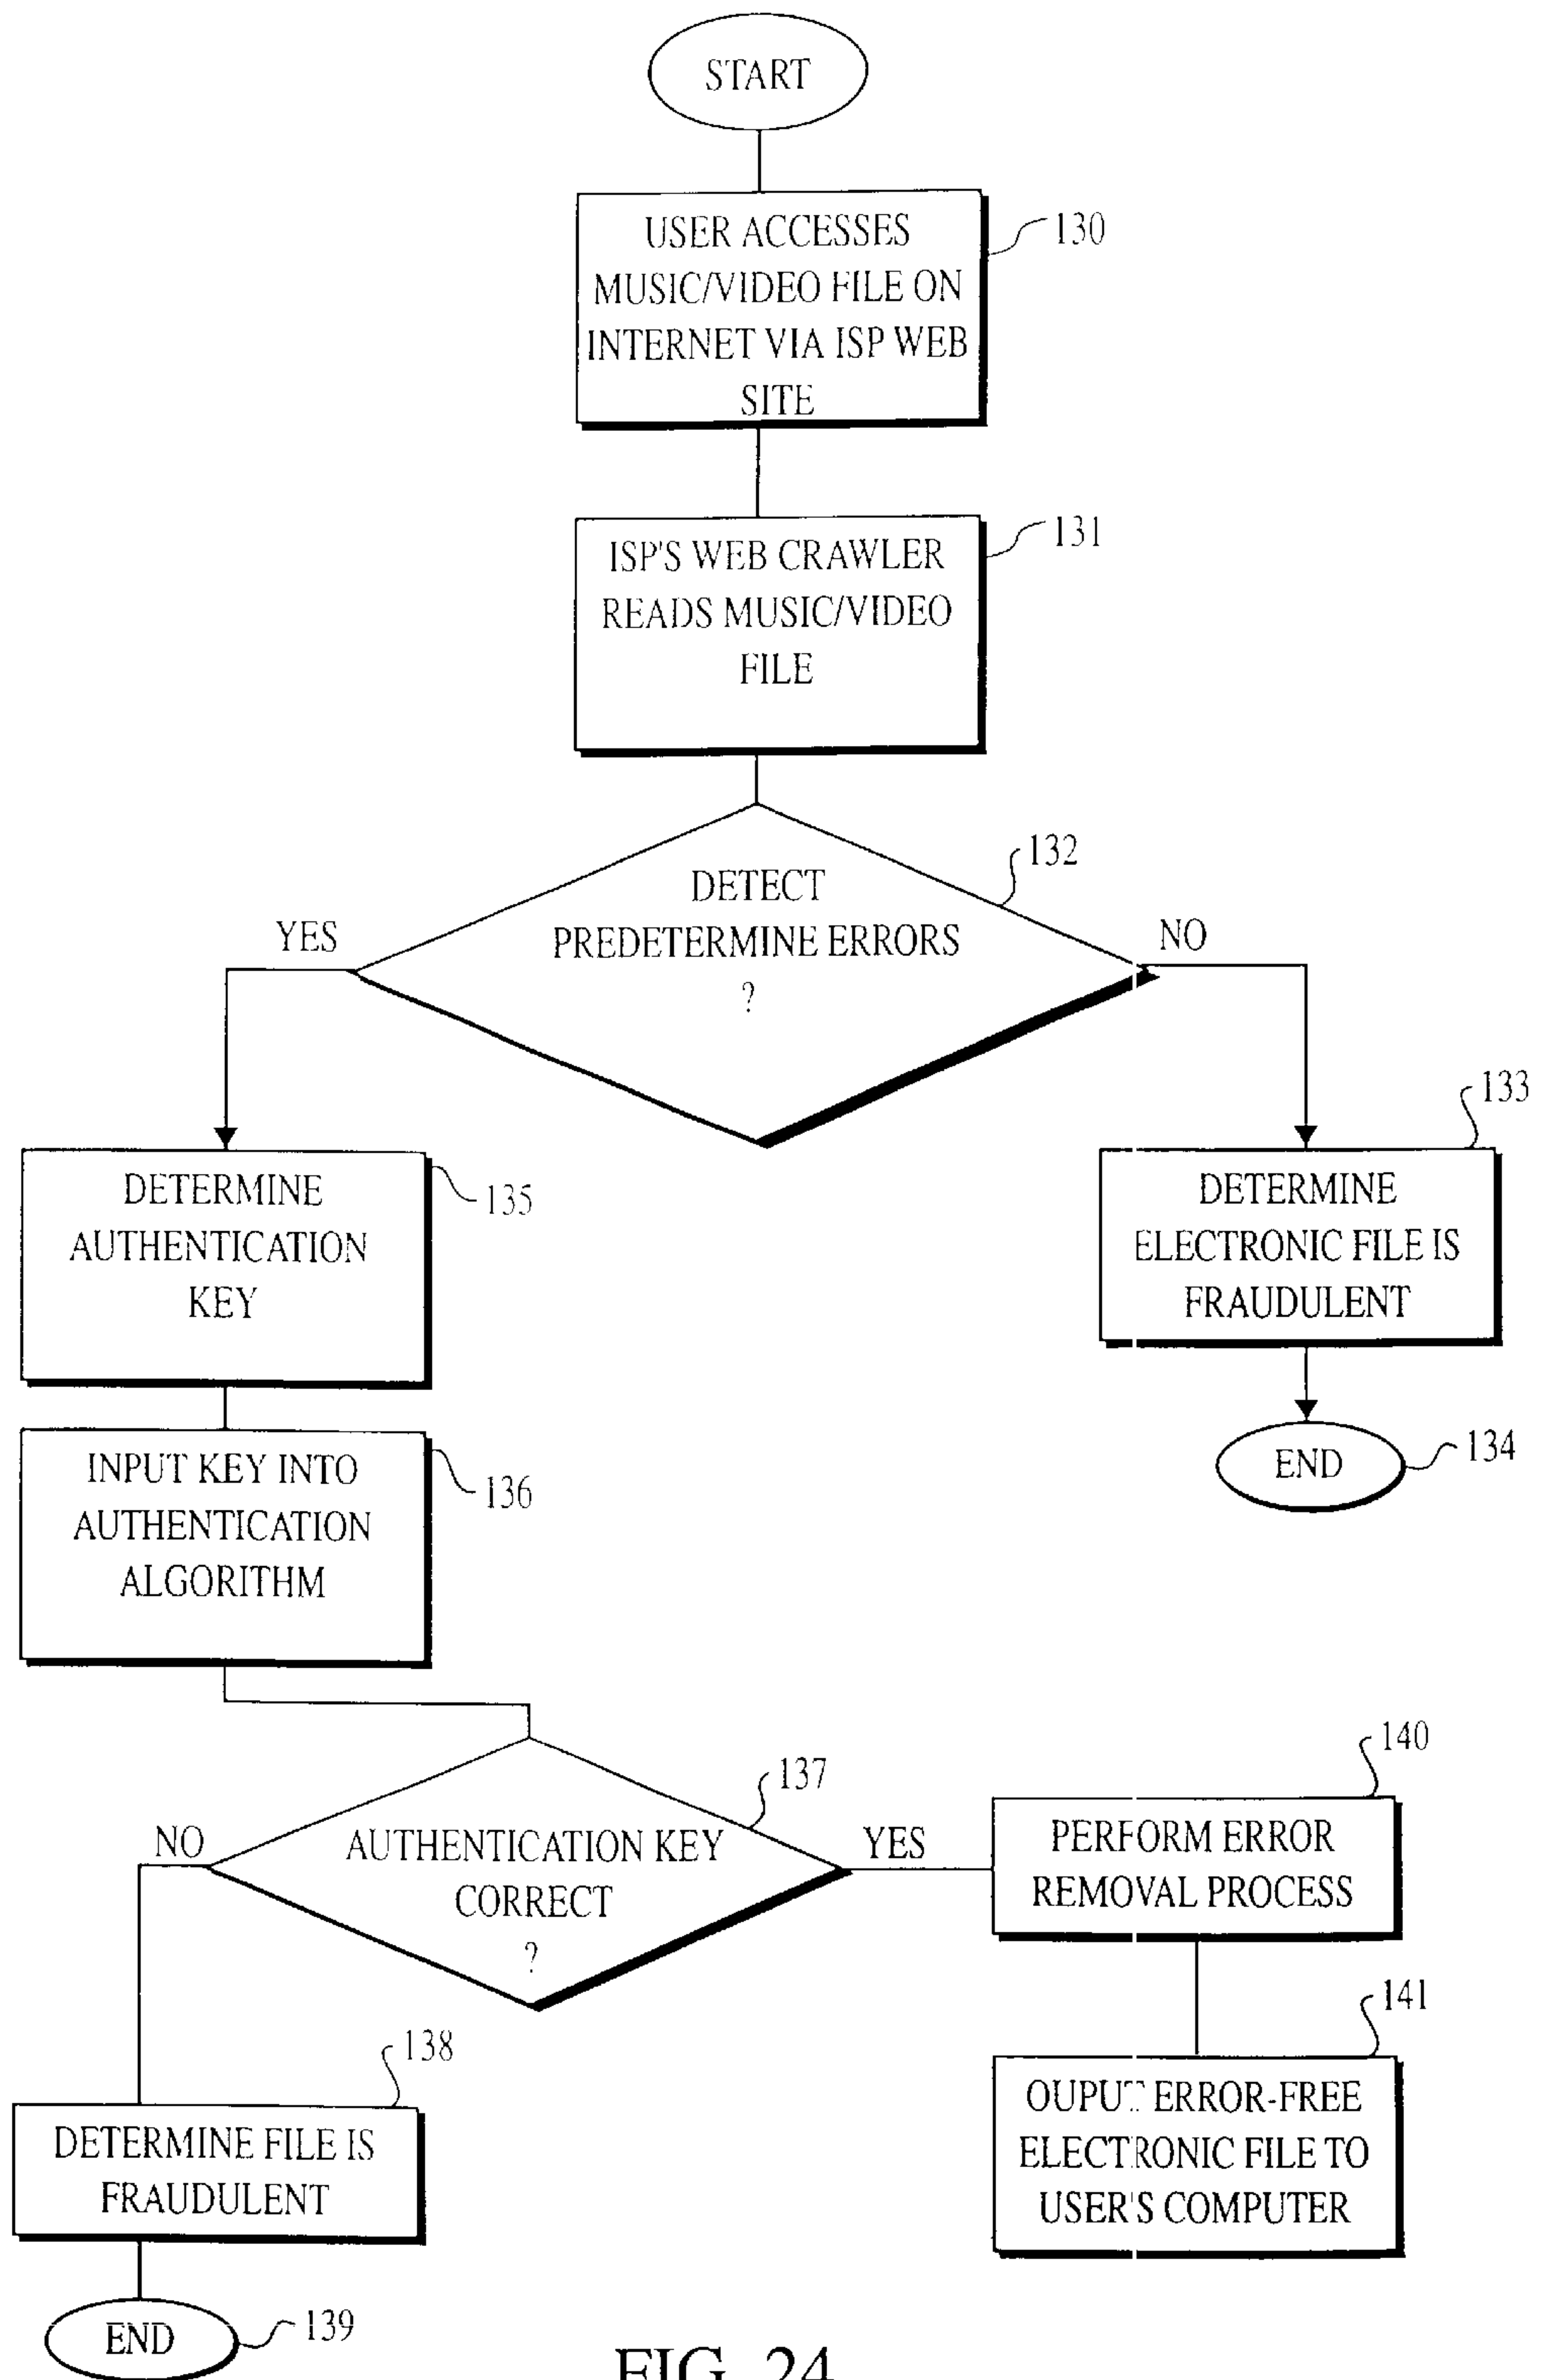 START
USER ACCESSES
MUSIC/VIDEO FILE ON
INTERNET VIA ISP WEB
SITE
130
ISP'S WEB CRAWLER
READS MUSIC/VIDEO
FILE
131
DETECT
PREDETERMINE ERRORS
?
132
YES
NO
DETERMINE
AUTHENTICATION
KEY
135
133
DETERMINE
ELECTRONIC FILE IS
FRAUDULENT
END
134
INPUT KEY INTO
AUTHENTICATION
ALGORITHM
136
AUTHENTICATION KEY
CORRECT
?
137
NO
YES
140
PERFORM ERROR
REMOVAL PROCESS
141
OUPUT ERROR-FREE
ELECTRONIC FILE TO
USER'S COMPUTER
138
DETERMINE FILE IS
FRAUDULENT
END
139
FIG. 24